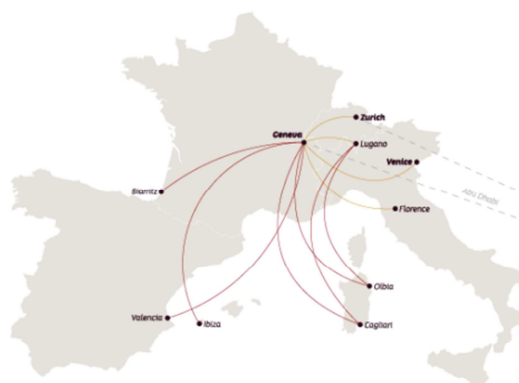 Zurich
Geneva
Lugano
Venice
Biarritz
Abu Dhabi
Florence
Olbia
Valencia
Ibiza
Cagliari